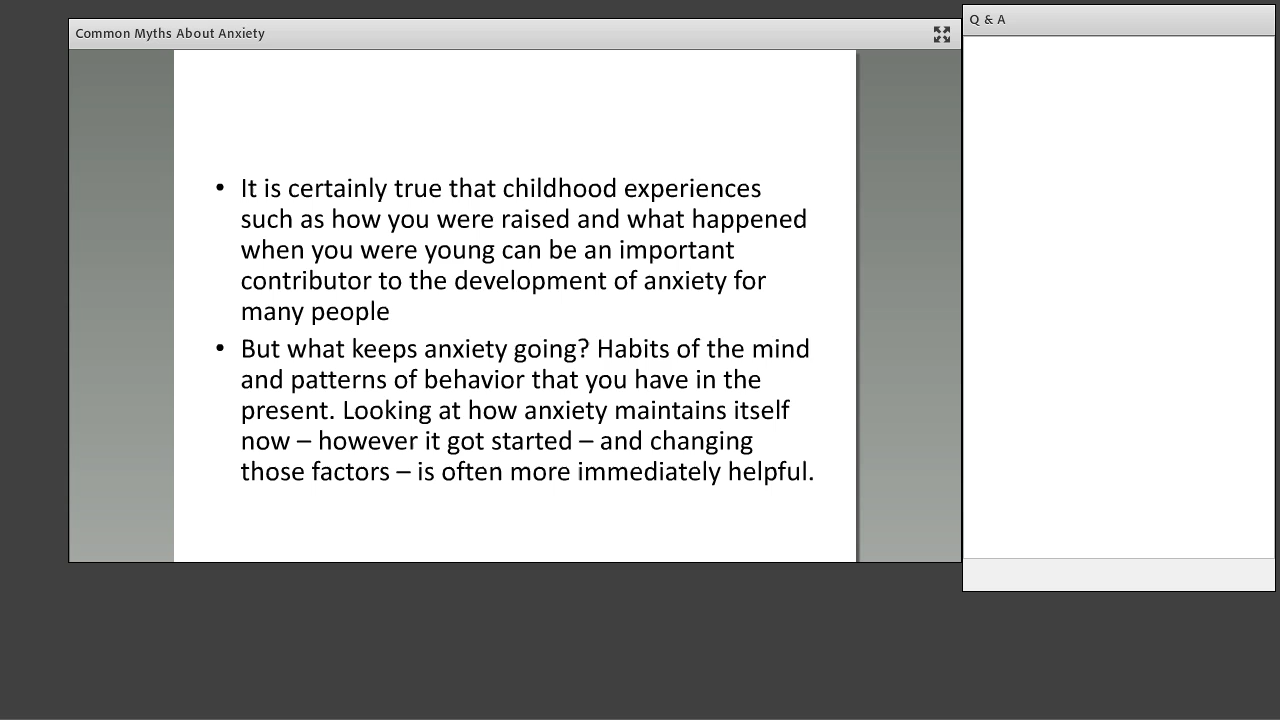 Common Myths About Anxiety
Q & A
• It is certainly true that childhood experiences
such as how you were raised and what happened
when you were young can be an important
contributor to the development of anxiety for
many people
• But what keeps anxiety going? Habits of the mind
and patterns of behavior that you have in the
present. Looking at how anxiety maintains itself
now – however it got started – and changing
those factors – is often more immediately helpful.